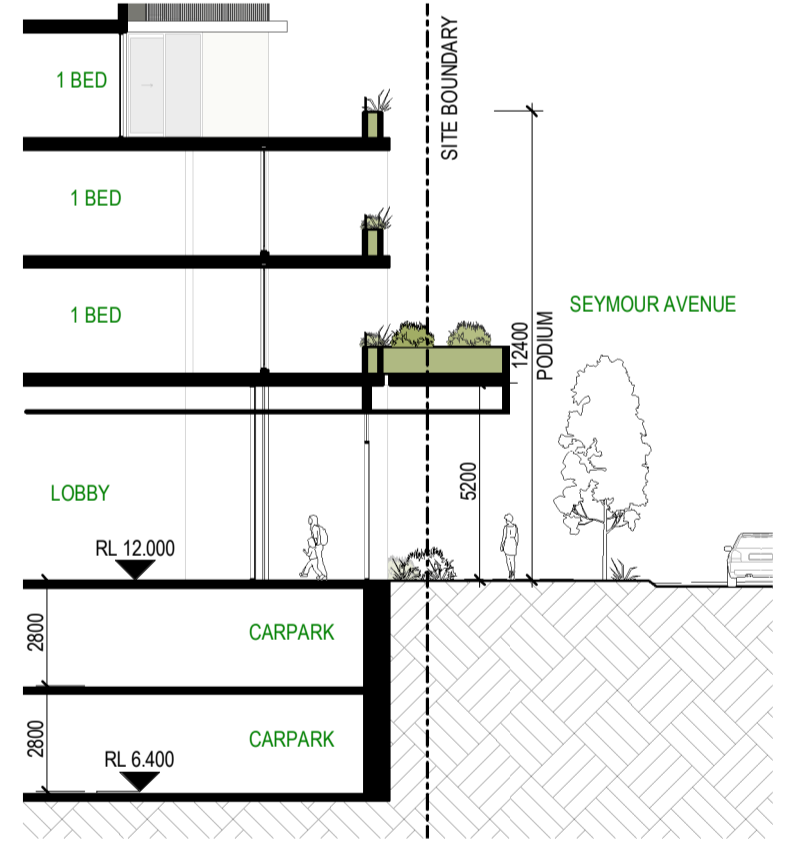 1 BED
SITE BOUNDARY
1 BED
1 BED
SEYMOUR AVENUE
12400
PODIUM
5200
LOBBY
RL 12.000
2800
CARPARK
2800
CARPARK
RL 6.400